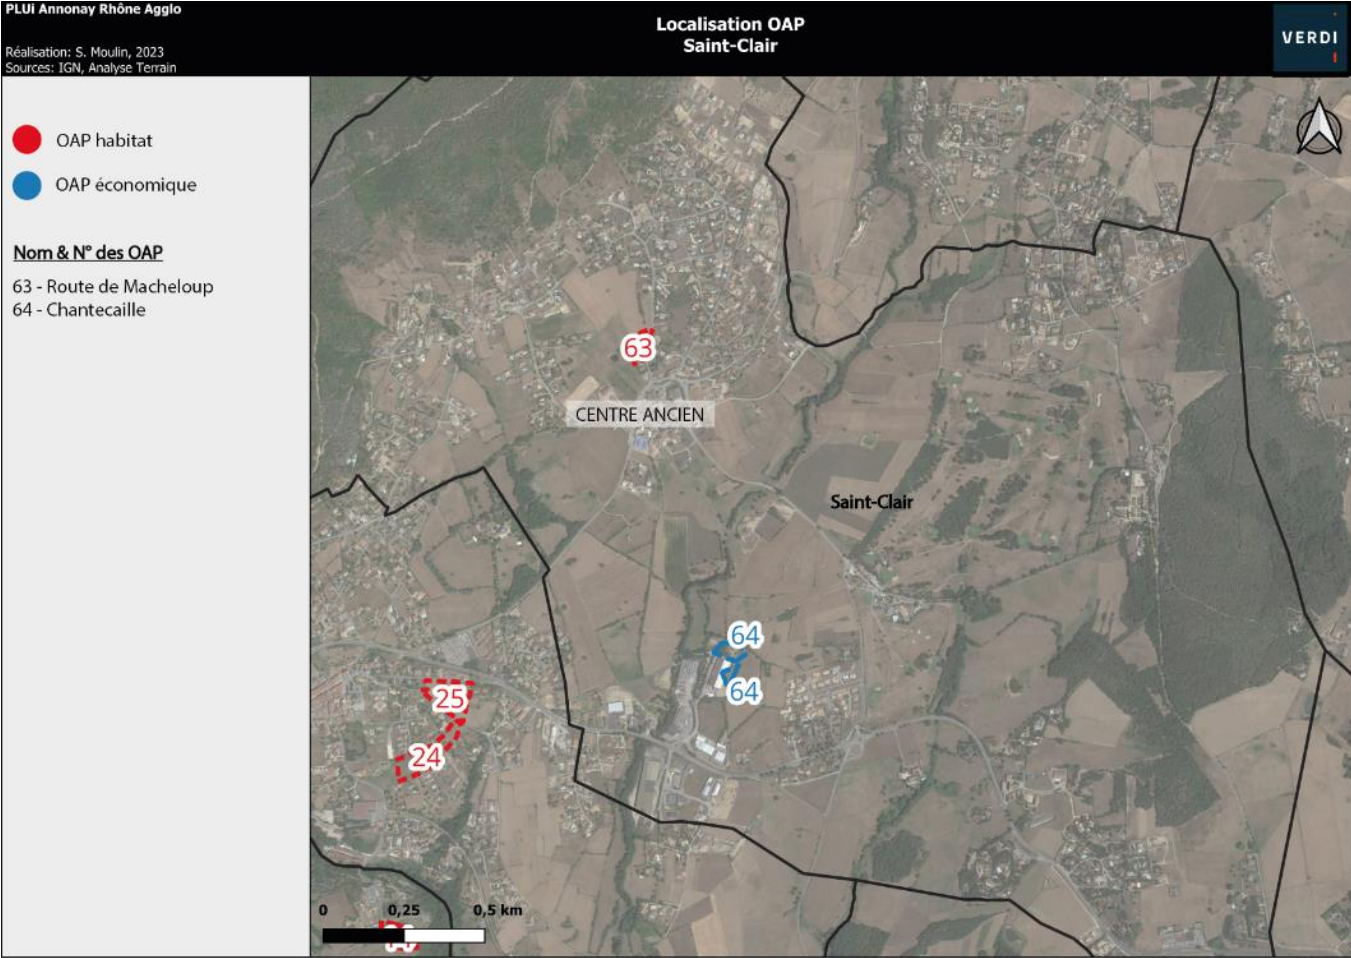 PLUi Annonay Rhône Agglo
Réalisation: S. Moulin, 2023
Sources: IGN, Analyse Terrain
Localisation OAP
Saint-Clair
VERDI
OAP habitat
OAP économique
Nom & N° des OAP
63 - Route de Macheloup
64 - Chantecaille
63
CENTRE ANCIEN
Saint-Clair
64
64
25
24
0 0,25 0,5 km